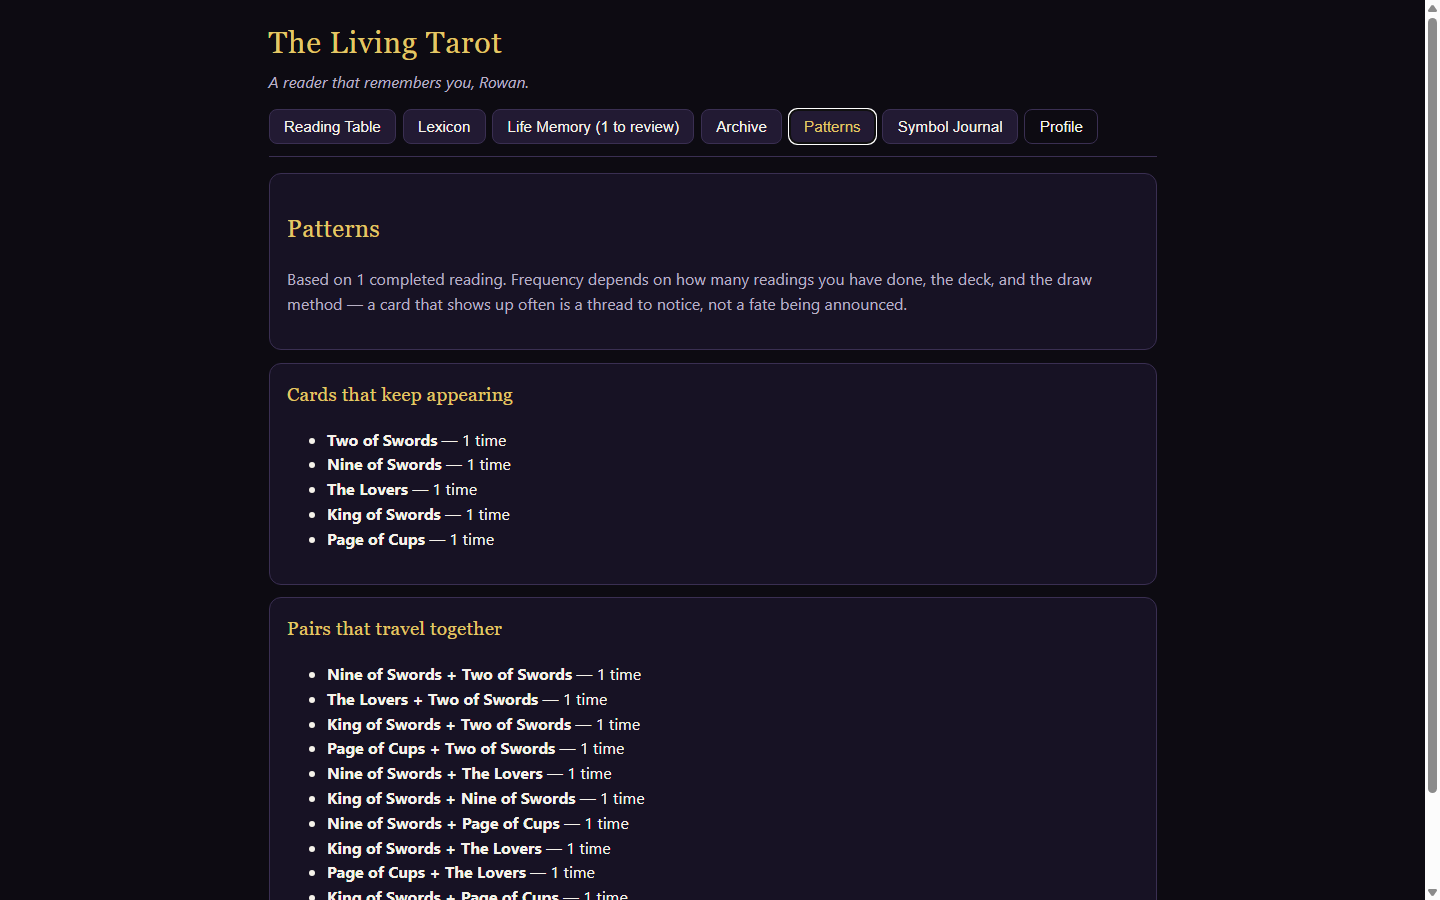 The Living Tarot
A reader that remembers you, Rowan.
Reading Table
Lexicon
Life Memory (1 to review)
Archive
Patterns
Symbol Journal
Profile
Patterns
Based on 1 completed reading. Frequency depends on how many readings you have done, the deck, and the draw
method — a card that shows up often is a thread to notice, not a fate being announced.
Cards that keep appearing
Two of Swords — 1 time
Nine of Swords — 1 time
The Lovers — 1 time
King of Swords — 1 time
Page of Cups — 1 time
Pairs that travel together
Nine of Swords + Two of Swords — 1 time
The Lovers + Two of Swords — 1 time
King of Swords + Two of Swords — 1 time
Page of Cups + Two of Swords — 1 time
Nine of Swords + The Lovers — 1 time
King of Swords + Nine of Swords — 1 time
Nine of Swords + Page of Cups — 1 time
King of Swords + The Lovers — 1 time
Page of Cups + The Lovers — 1 time
King of Swords + Page of Cups — 1 time